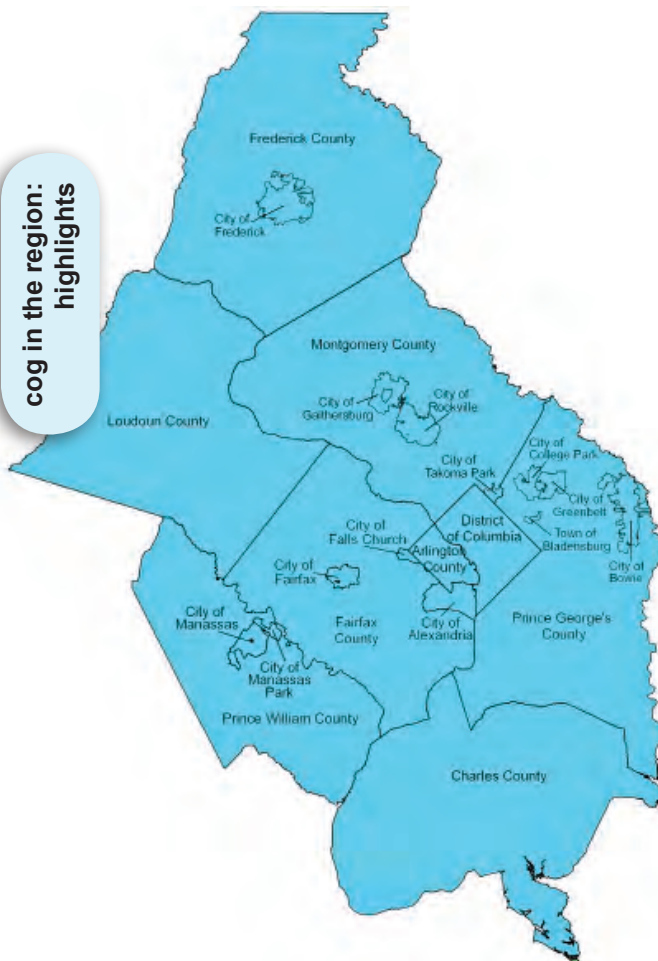 cog in the region:
highlights
Frederick County
City of
Frederick
Montgomery County
City of
Gaithersburg
City of
Rockville
Loudoun County
City of
Takoma Park
City of
College Park
City of
Greenbelt
District
of Columbia
Town of
Bladensburg
City of
Bowie
City of
Falls Church
Arlington
County
City of
Fairfax
Fairfax
County
City of
Alexandria
Prince George's
County
City of
Manassas
City of
Manassas
Park
Prince William County
Charles County